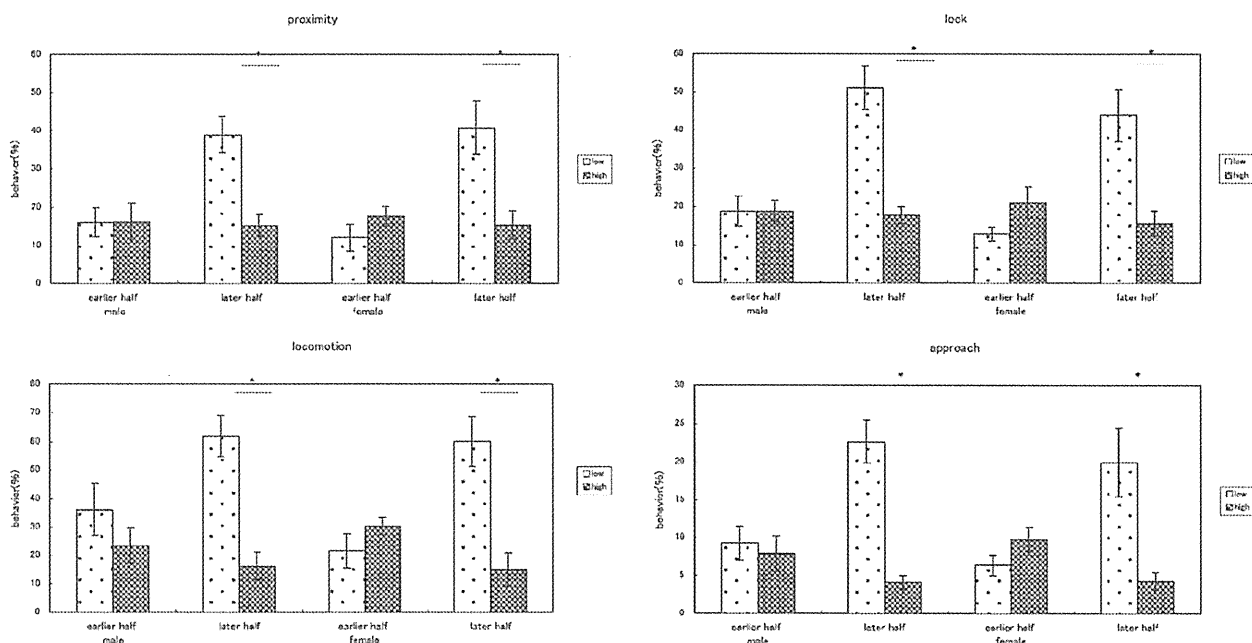 proximity
60
50
40
30
20
10
0
behavior(%)
*
*
earlier half
later half
earlier half
later half
male
female
low
high
look
60
50
40
30
20
10
0
behavior(%)
*
*
earlier half
later half
earlier half
later half
male
female
low
high
locomotion
80
70
60
50
40
30
20
10
0
behavior(%)
*
*
earlier half
later half
earlier half
later half
male
female
low
high
approach
30
25
20
15
10
5
0
behavior(%)
*
*
earlier half
later half
earlier half
later half
male
female
low
high